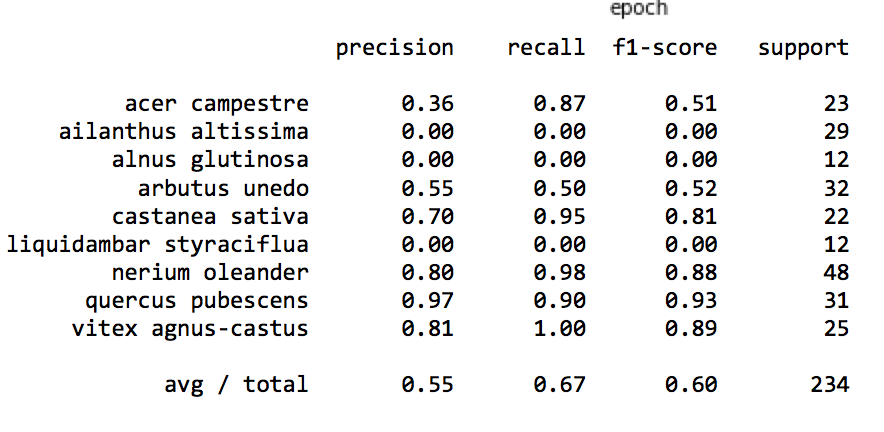 epoch
precision recall f1-score support
acer campestre 0.36 0.87 0.51 23
ailanthus altissima 0.00 0.00 0.00 29
alnus glutinosa 0.00 0.00 0.00 12
arbutus unedo 0.55 0.50 0.52 32
castanea sativa 0.70 0.95 0.81 22
liquidambar styraciflua 0.00 0.00 0.00 12
nerium oleander 0.80 0.98 0.88 48
quercus pubescens 0.97 0.90 0.93 31
vitex agnus-castus 0.81 1.00 0.89 25
avg / total 0.55 0.67 0.60 234